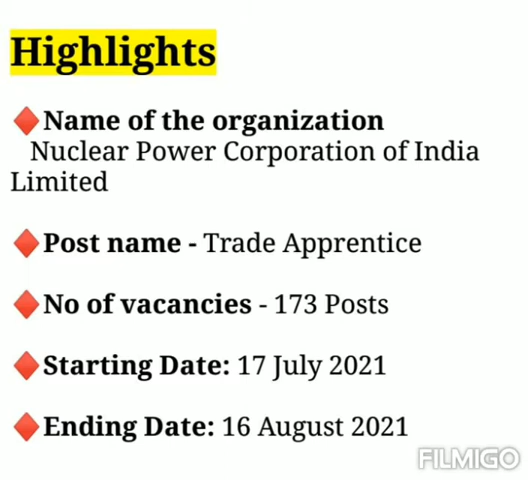 Highlights
♦Name of the organization
Nuclear Power Corporation of India
Limited
♦Post name - Trade Apprentice
♦No of vacancies - 173 Posts
♦Starting Date: 17 July 2021
♦Ending Date: 16 August 2021
FILMIGO